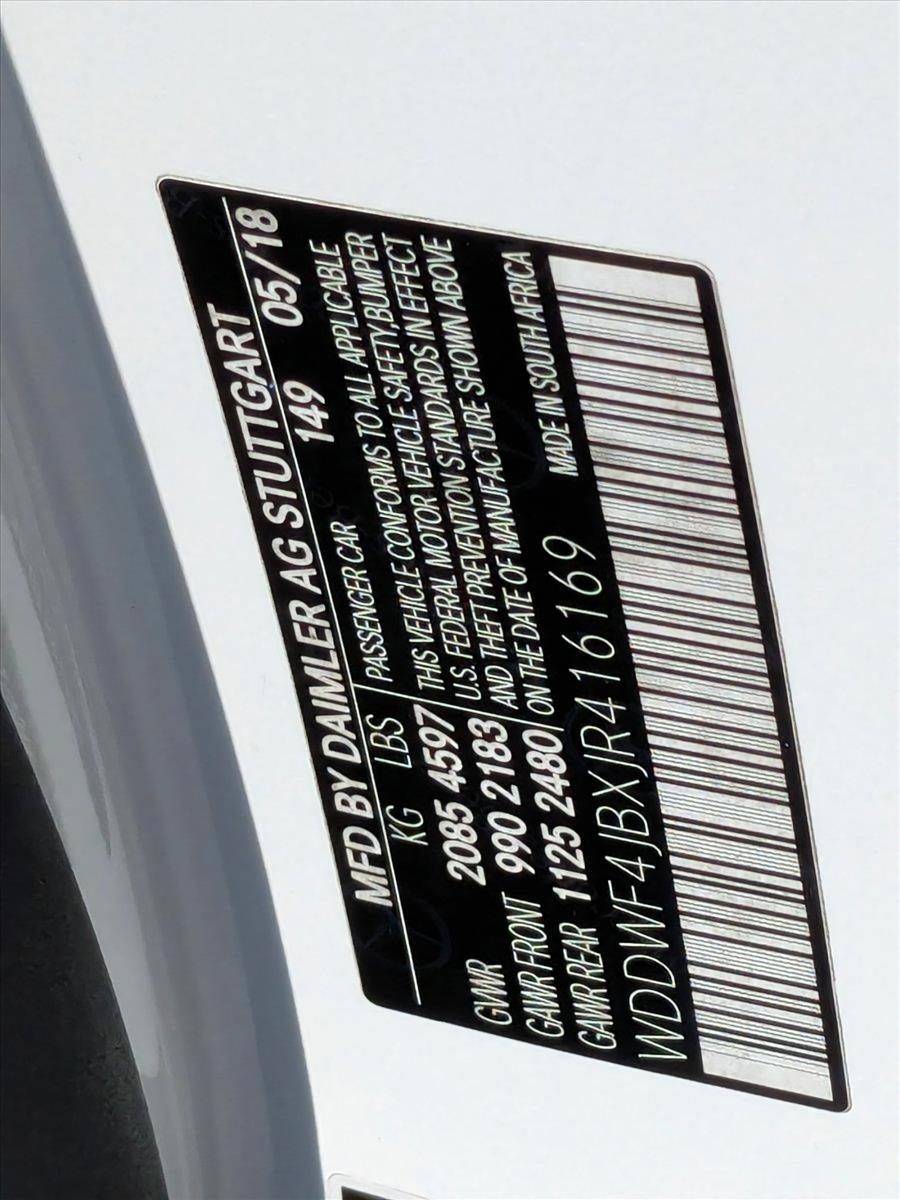 MFD BY DAIMLER AG STUTTGART
149 05/18
KG LBS
GVWR 2085 4597
GAWR FRONT 990 2183
GAWR REAR 1125 2480
PASSENGER CAR
THIS VEHICLE CONFORMS TO ALL APPLICABLE
U.S. FEDERAL MOTOR VEHICLE SAFETY, BUMPER
AND THEFT PREVENTION STANDARDS IN EFFECT
ON THE DATE OF MANUFACTURE SHOWN ABOVE
WDDWF4JBXJR416169
MADE IN SOUTH AFRICA